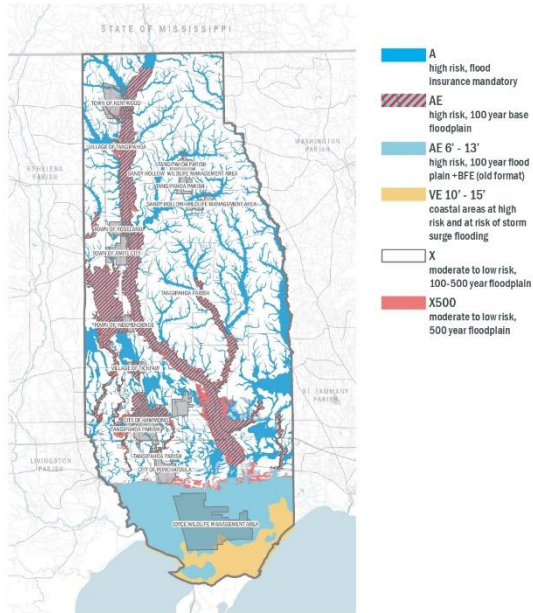 STATE OF MISSISSIPPI
TOWN OF KENTWOOD
VILLAGE OF TANGIPAHOA
WASHINGTON
PARISH
ST HELENA
PARISH
TANGIPAHOA PARISH
SANDY HOLLOW WILDLIFE MANAGEMENT AREA
TANGIPAHOA PARISH
SANDY HOLLOW WILDLIFE MANAGEMENT AREA
TOWN OF ROSELAND
TOWN OF AMITE CITY
TANGIPAHOA PARISH
TOWN OF INDEPENDENCE
VILLAGE OF TICKFAW
ST. TAMMANY
PARISH
CITY OF HAMMOND
TANGIPAHOA PARISH
LIVINGSTON
PARISH
TANGIPAHOA PARISH
CITY OF PONCHATOULA
JOYCE WILDLIFE MANAGEMENT AREA
A
high risk, flood
insurance mandatory
AE
high risk, 100 year base
floodplain
AE 6' - 13'
high risk, 100 year flood
plain +BFE (old format)
VE 10' - 15'
coastal areas at high
risk and at risk of storm
surge flooding
X
moderate to low risk,
100-500 year floodplain
X500
moderate to low risk,
500 year floodplain